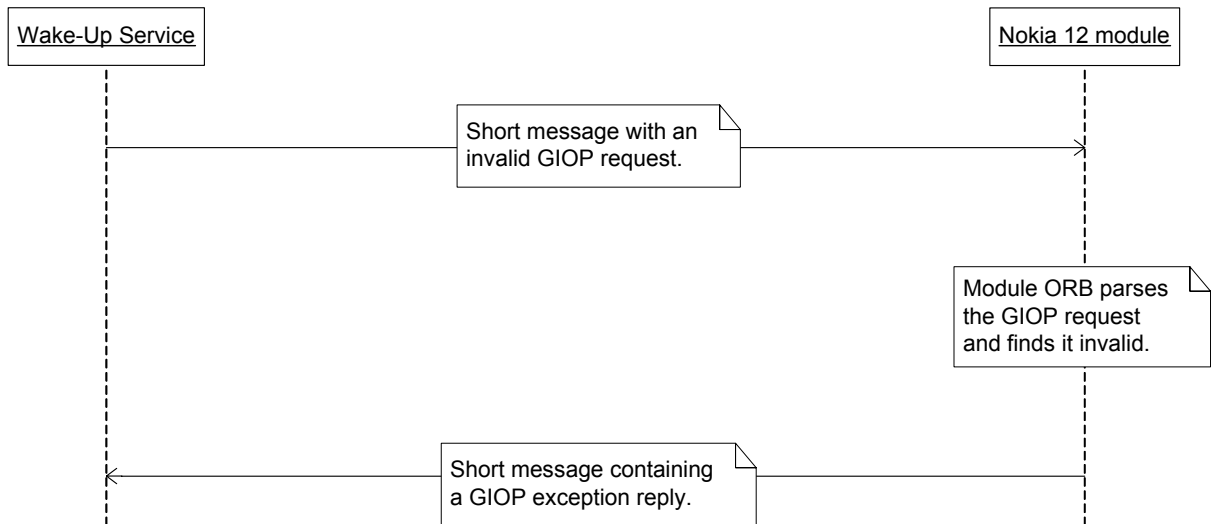 Wake-Up Service
Nokia 12 module
Short message with an
invalid GIOP request.
Module ORB parses
the GIOP request
and finds it invalid.
Short message containing
a GIOP exception reply.